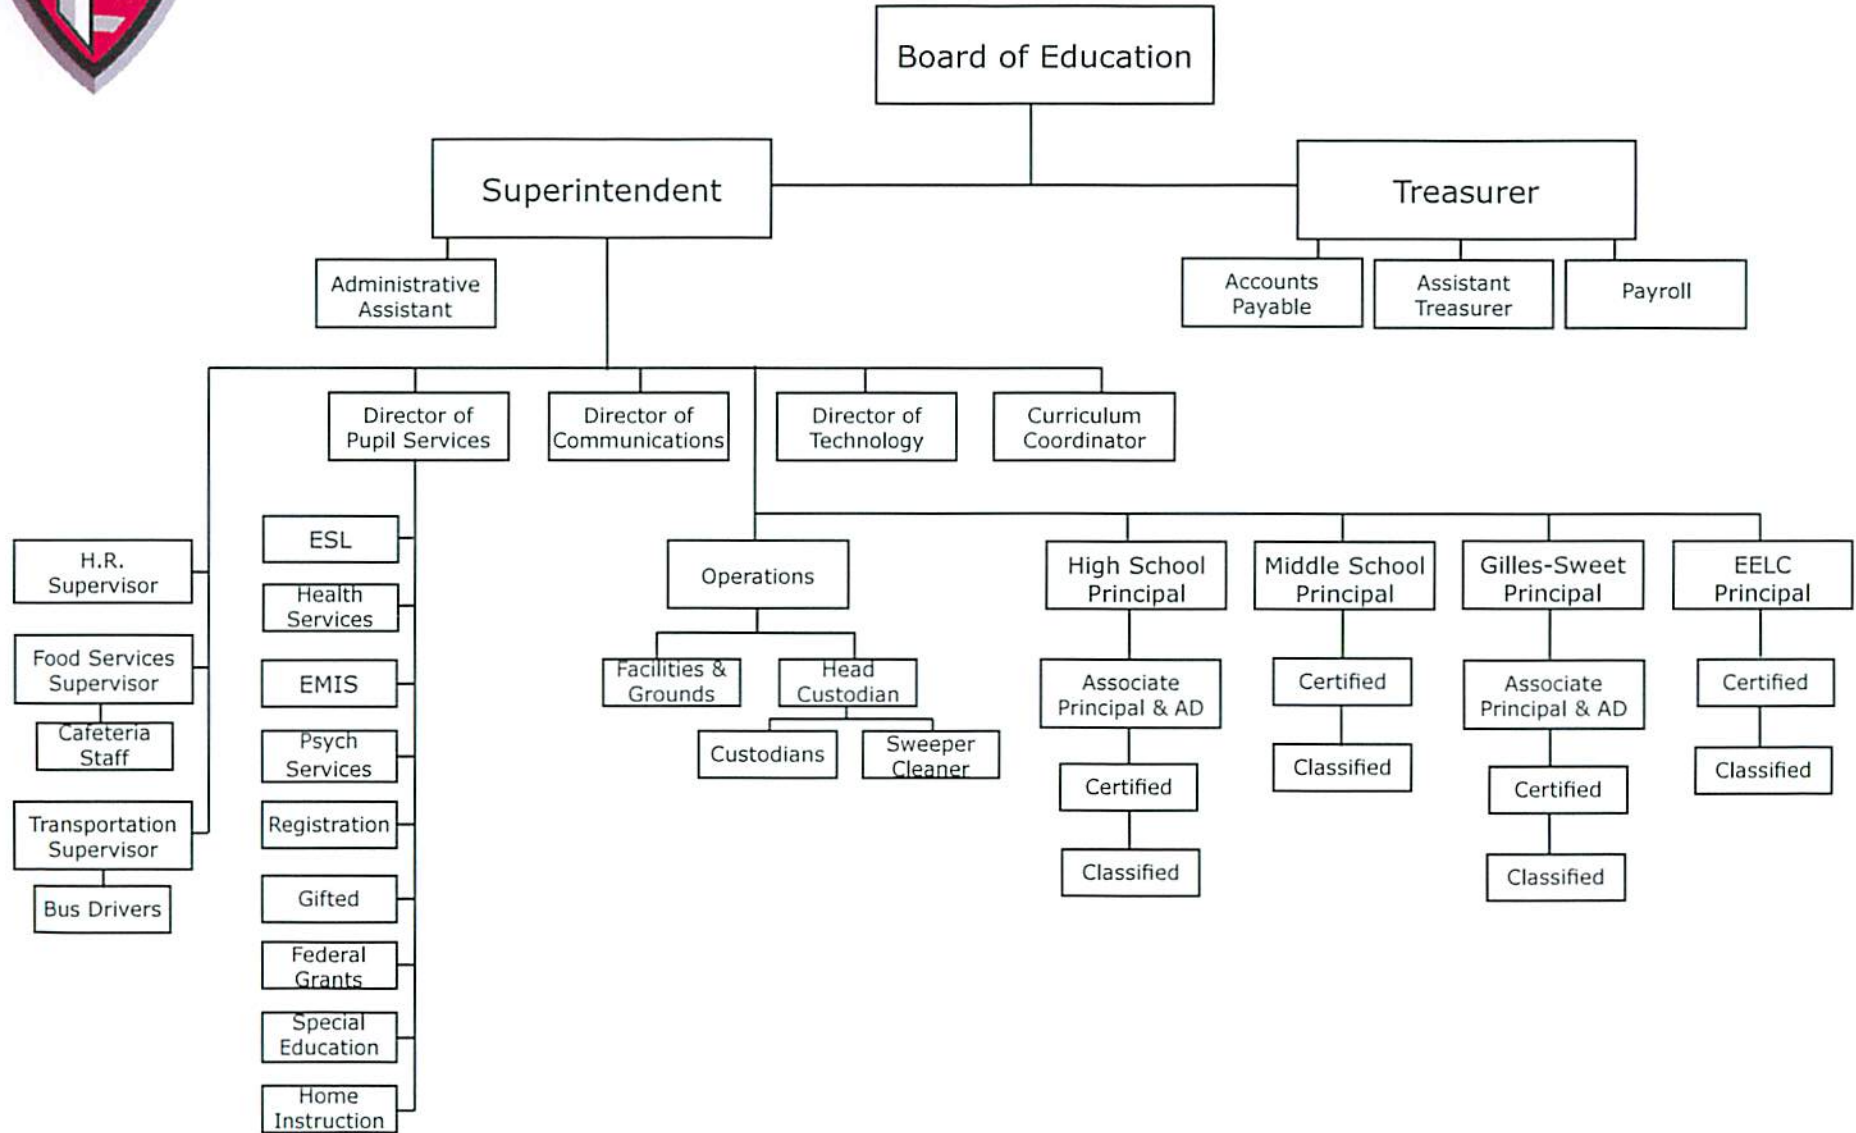 Board of Education
Superintendent
Treasurer
Administrative
Assistant
Accounts
Payable
Assistant
Treasurer
Payroll
Director of
Pupil Services
Director of
Communications
Director of
Technology
Curriculum
Coordinator
H.R.
Supervisor
Food Services
Supervisor
Cafeteria
Staff
Transportation
Supervisor
Bus Drivers
ESL
Health
Services
EMIS
Psych
Services
Registration
Gifted
Federal
Grants
Special
Education
Home
Instruction
Operations
Facilities &
Grounds
Head
Custodian
Custodians
Sweeper
Cleaner
High School
Principal
Associate
Principal & AD
Certified
Classified
Middle School
Principal
Certified
Classified
Gilles-Sweet
Principal
Associate
Principal & AD
Certified
Classified
EELC
Principal
Certified
Classified